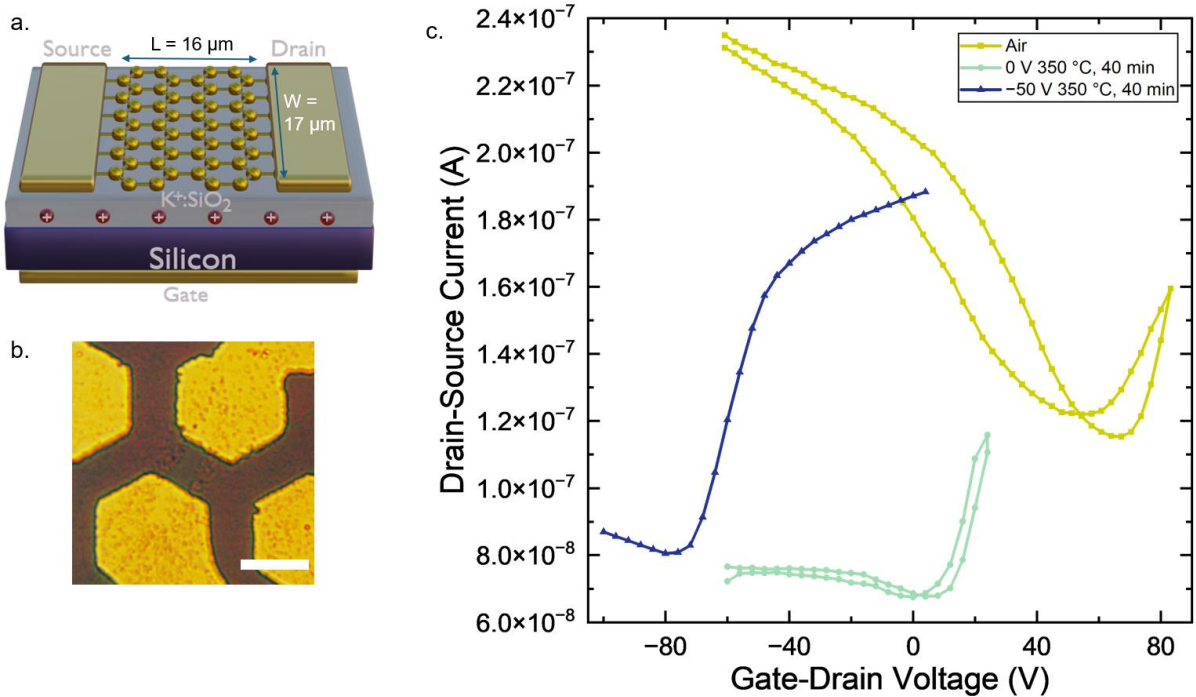 a.
Source
L = 16 µm
Drain
W =
17 µm
K⁺:SiO₂
+ + + + + +
Silicon
Gate
b.
c.
2.4×10⁻⁷
2.2×10⁻⁷
2.0×10⁻⁷
1.8×10⁻⁷
1.6×10⁻⁷
1.4×10⁻⁷
1.2×10⁻⁷
1.0×10⁻⁷
8.0×10⁻⁸
6.0×10⁻⁸
Drain-Source Current (A)
Air
0 V 350 °C, 40 min
−50 V 350 °C, 40 min
−80 −40 0 40 80
Gate-Drain Voltage (V)